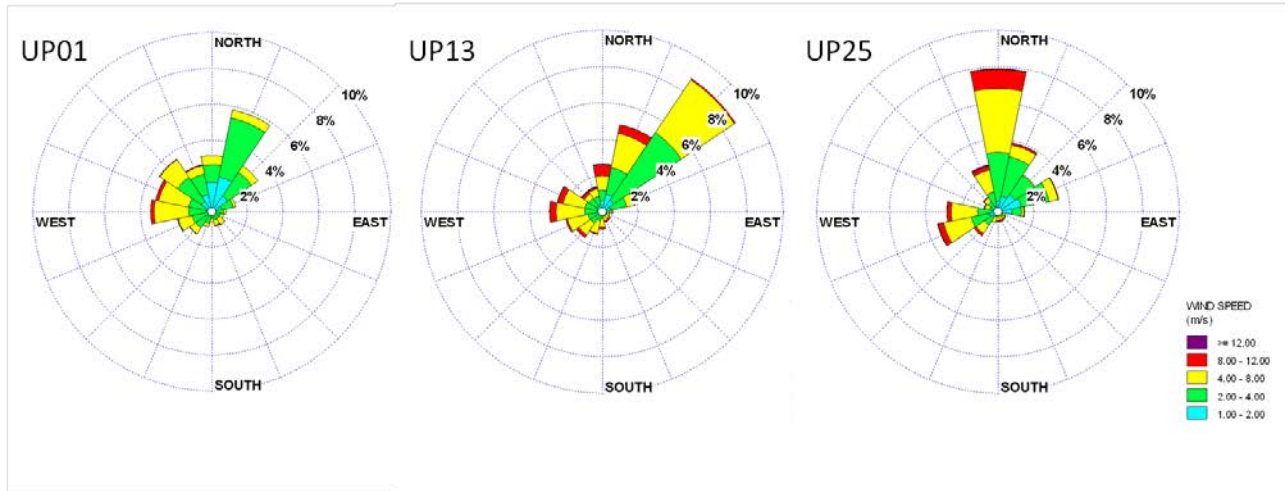 UP01
UP13
UP25
NORTH
NORTH
NORTH
10%
10%
10%
8%
8%
8%
6%
6%
6%
4%
4%
4%
2%
2%
2%
WEST
EAST
WEST
EAST
WEST
EAST
SOUTH
SOUTH
SOUTH
WIND SPEED
(m/s)
>= 12.00
8.00 - 12.00
4.00 - 8.00
2.00 - 4.00
1.00 - 2.00